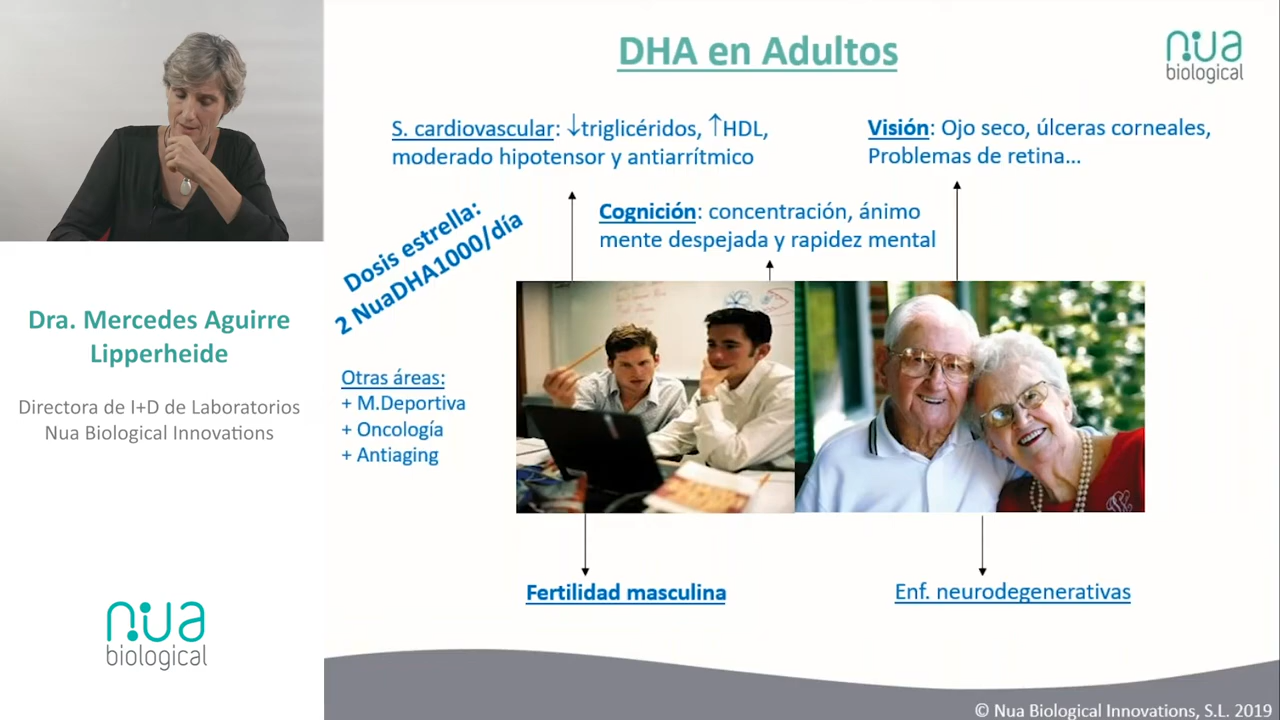 DHA en Adultos
nua
biological
S. cardiovascular: ↓triglicéridos, ↑HDL,
moderado hipotensor y antiarrítmico
Visión: Ojo seco, úlceras corneales,
Problemas de retina...
Cognición: concentración, ánimo
mente despejada y rapidez mental
Dosis estrella:
2 NuaDHA1000/día
Otras áreas:
+ M.Deportiva
+ Oncología
+ Antiaging
Fertilidad masculina
Enf. neurodegenerativas
© Nua Biological Innovations, S.L. 2019
Dra. Mercedes Aguirre
Lipperheide
Directora de I+D de Laboratorios
Nua Biological Innovations
nua
biological